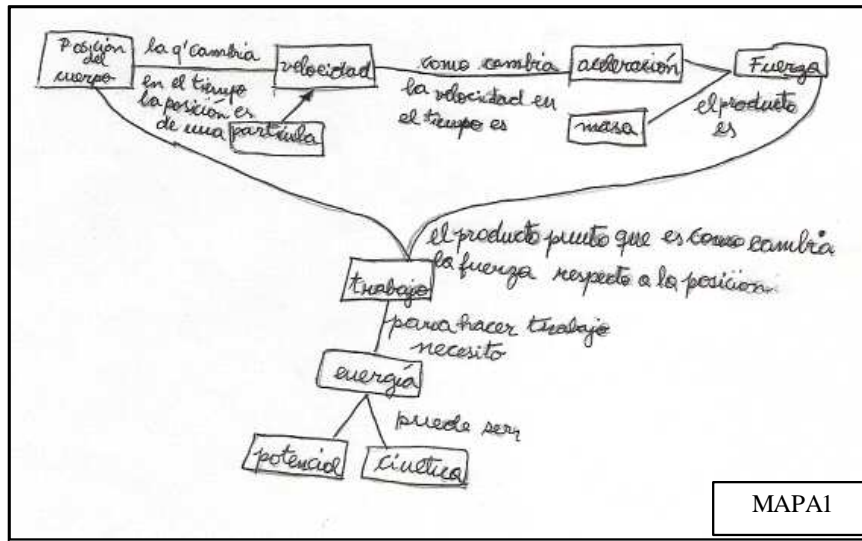 Posición
del
cuerpo
la q' cambia
en el tiempo
la posición es
de una
partícula
velocidad
como cambia
la velocidad en
el tiempo es
aceleración
masa
Fuerza
el producto
es
el producto punto que es como cambia
la fuerza respecto a la posición.
trabajo
para hacer trabajo
necesito
energía
puede ser
potencial
cinética
MAPA1